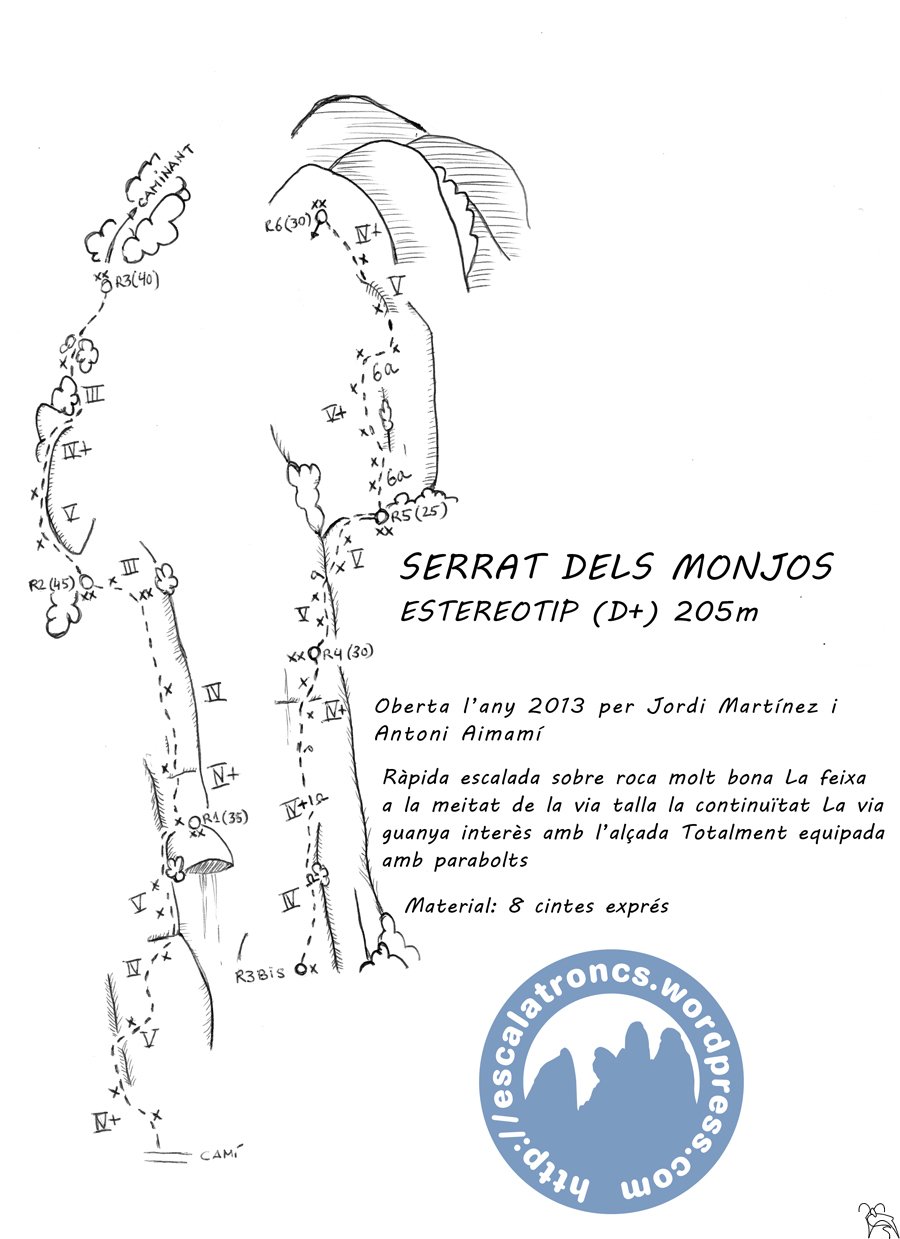 CAMINANT
R3(40)
III
IV+
V
R2(45)
III
IV
IV+
R1(35)
V
IV
V
IV+
CAMÍ
R6(30)
IV+
V
6a
V+
6a
R5(25)
V
V
R4(30)
IV+
IV+
IV
R3Bis
SERRAT DELS MONJOS
ESTEREOTIP (D+) 205m
Oberta l'any 2013 per Jordi Martínez i
Antoni Aimamí
Ràpida escalada sobre roca molt bona La feixa
a la meitat de la via talla la continuïtat La via
guanya interès amb l'alçada Totalment equipada
amb parabolts
Material: 8 cintes exprés
http://escalatroncs.wordpress.com